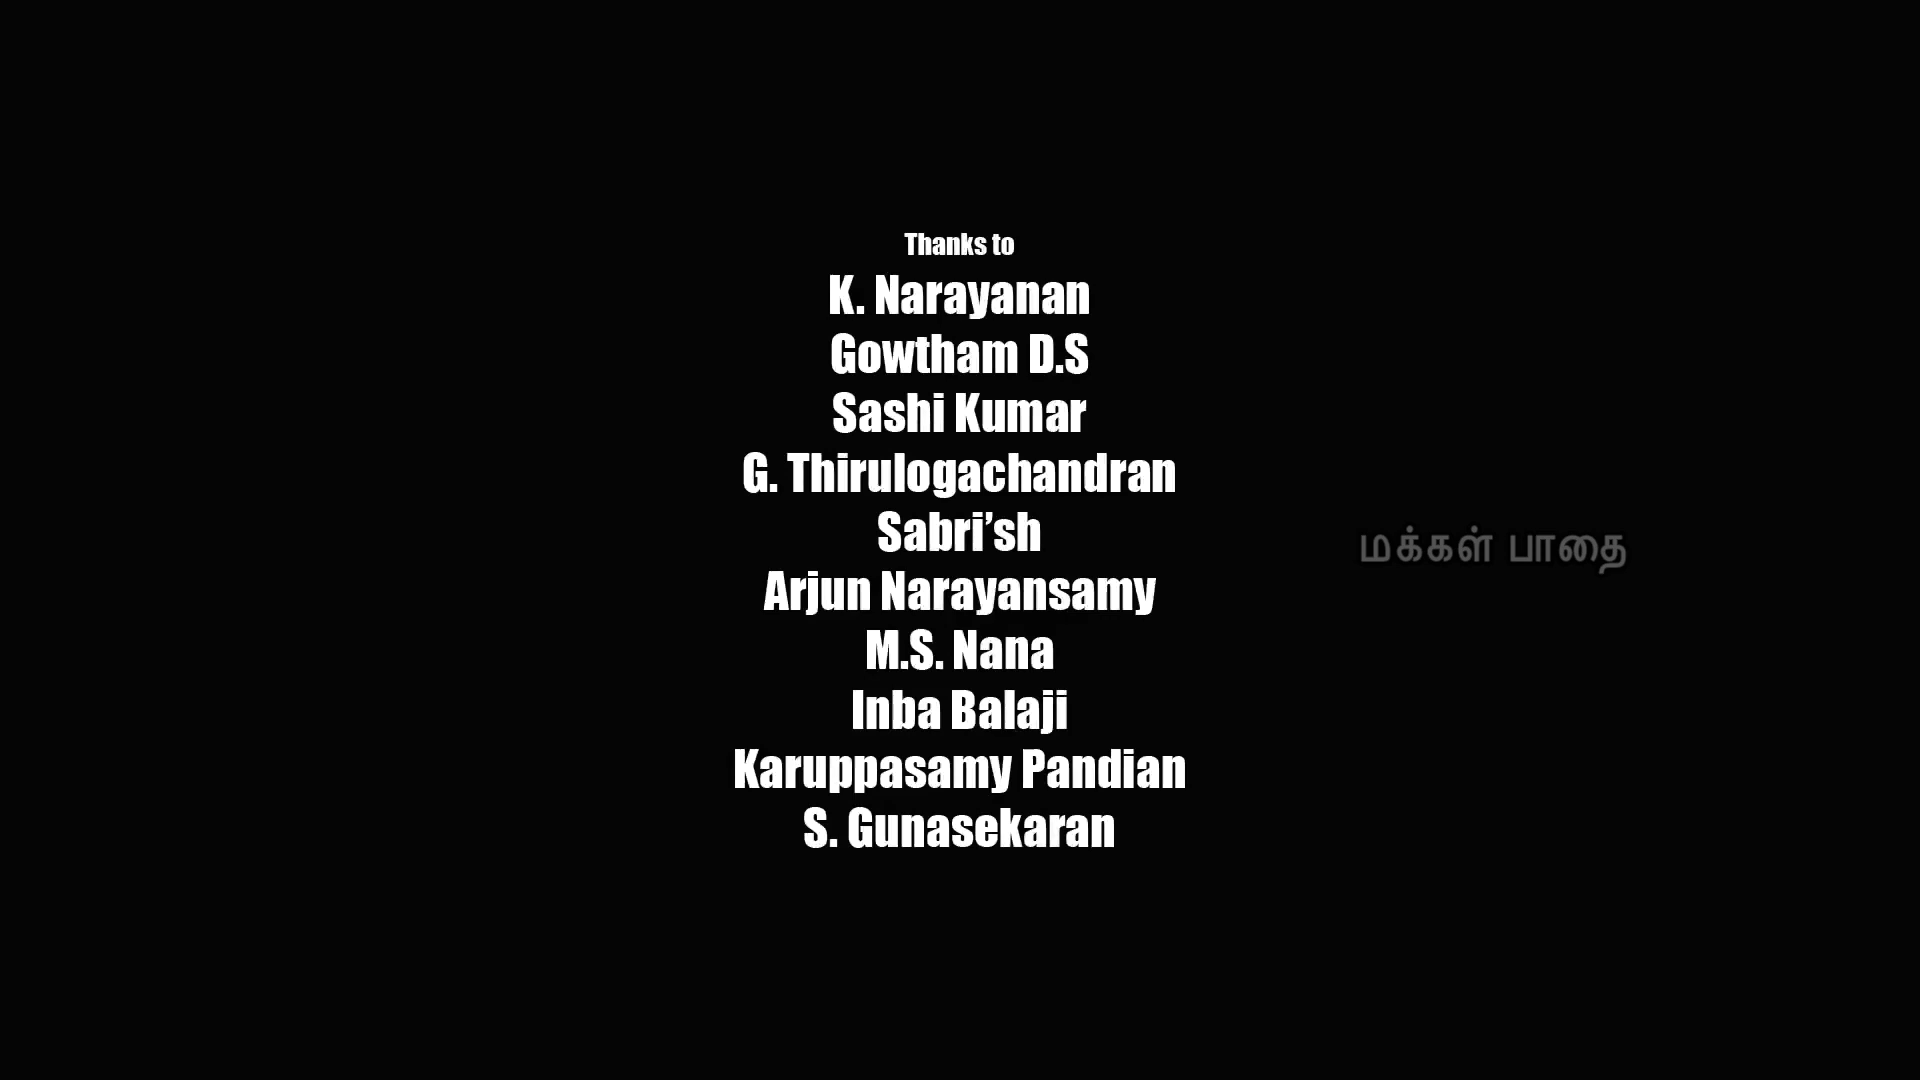 Thanks to
K. Narayanan
Gowtham D.S
Sashi Kumar
G. Thirulogachandran
Sabri’sh
மக்கள் பாதை
Arjun Narayansamy
M.S. Nana
Inba Balaji
Karuppasamy Pandian
S. Gunasekaran